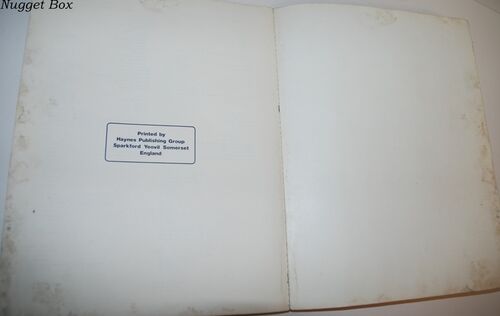 Nugget Box
Printed by
Haynes Publishing Group
Sparkford Yeovil Somerset
England